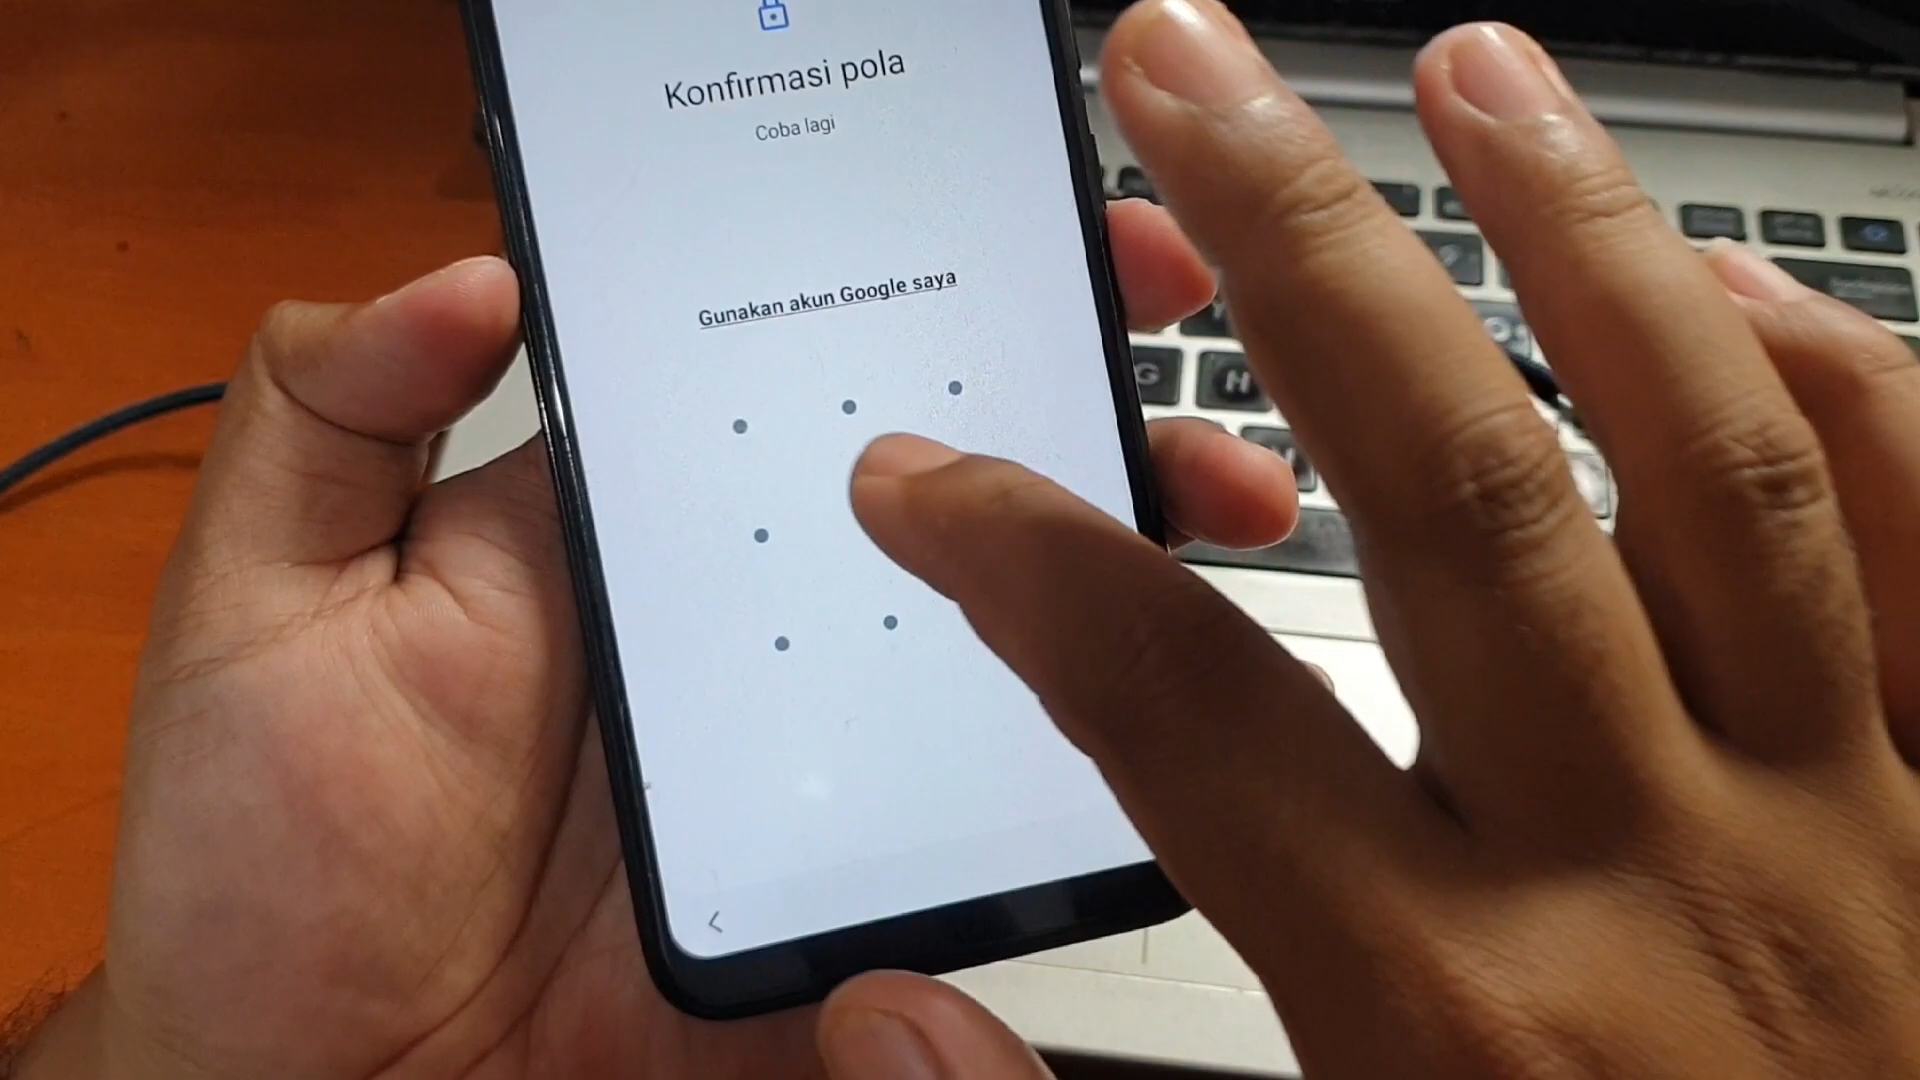 Konfirmasi pola
Coba lagi
Gunakan akun Google saya
G
H